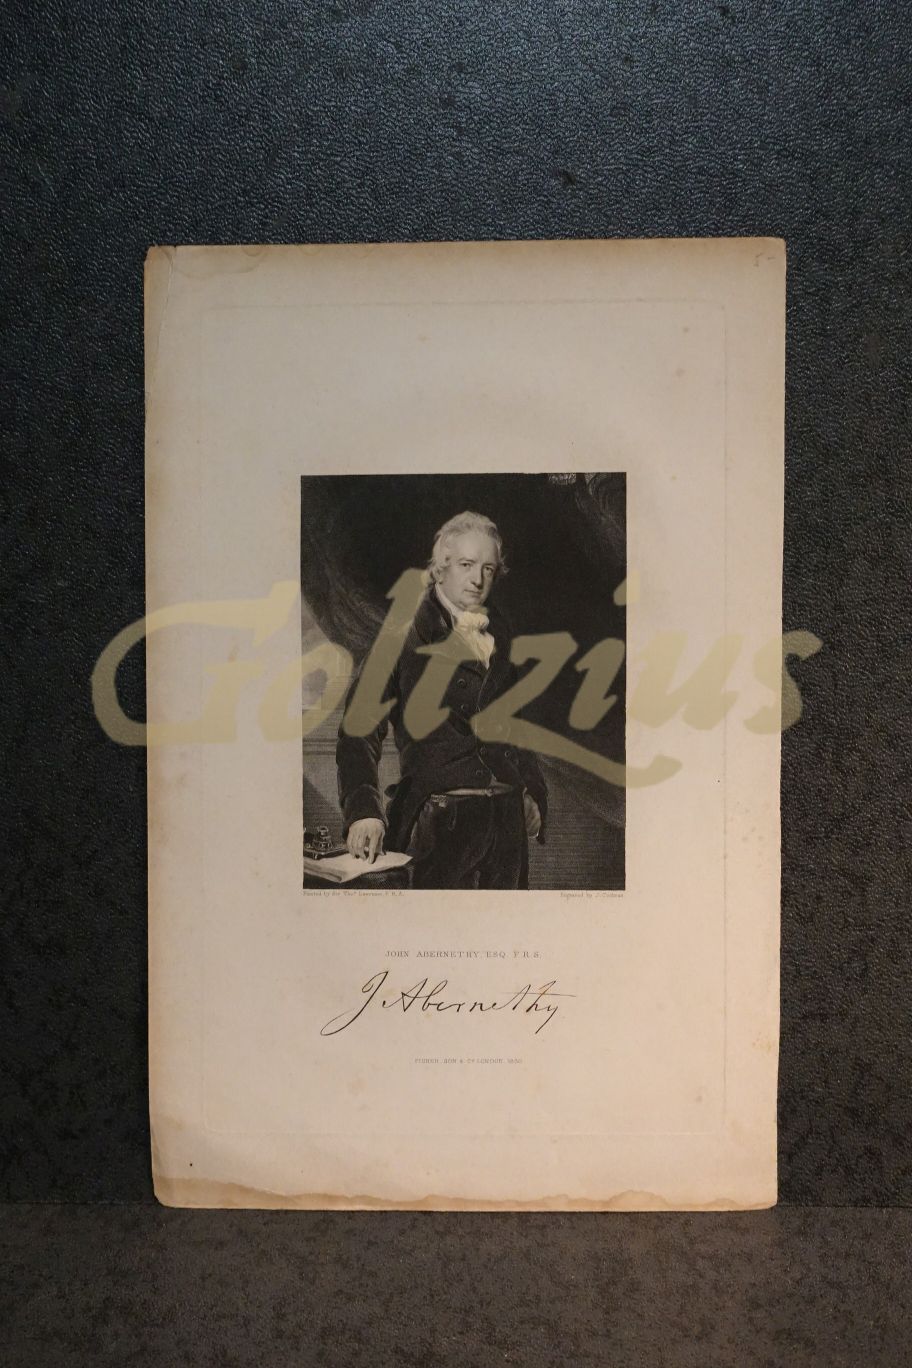 Goltzius
Painted by Sir Thos. Lawrence, P.R.A.
Engraved by J. Cochran
JOHN ABERNETHY, ESQ. F.R.S.
J. Abernethy
FISHER, SON & Co. LONDON, 1830